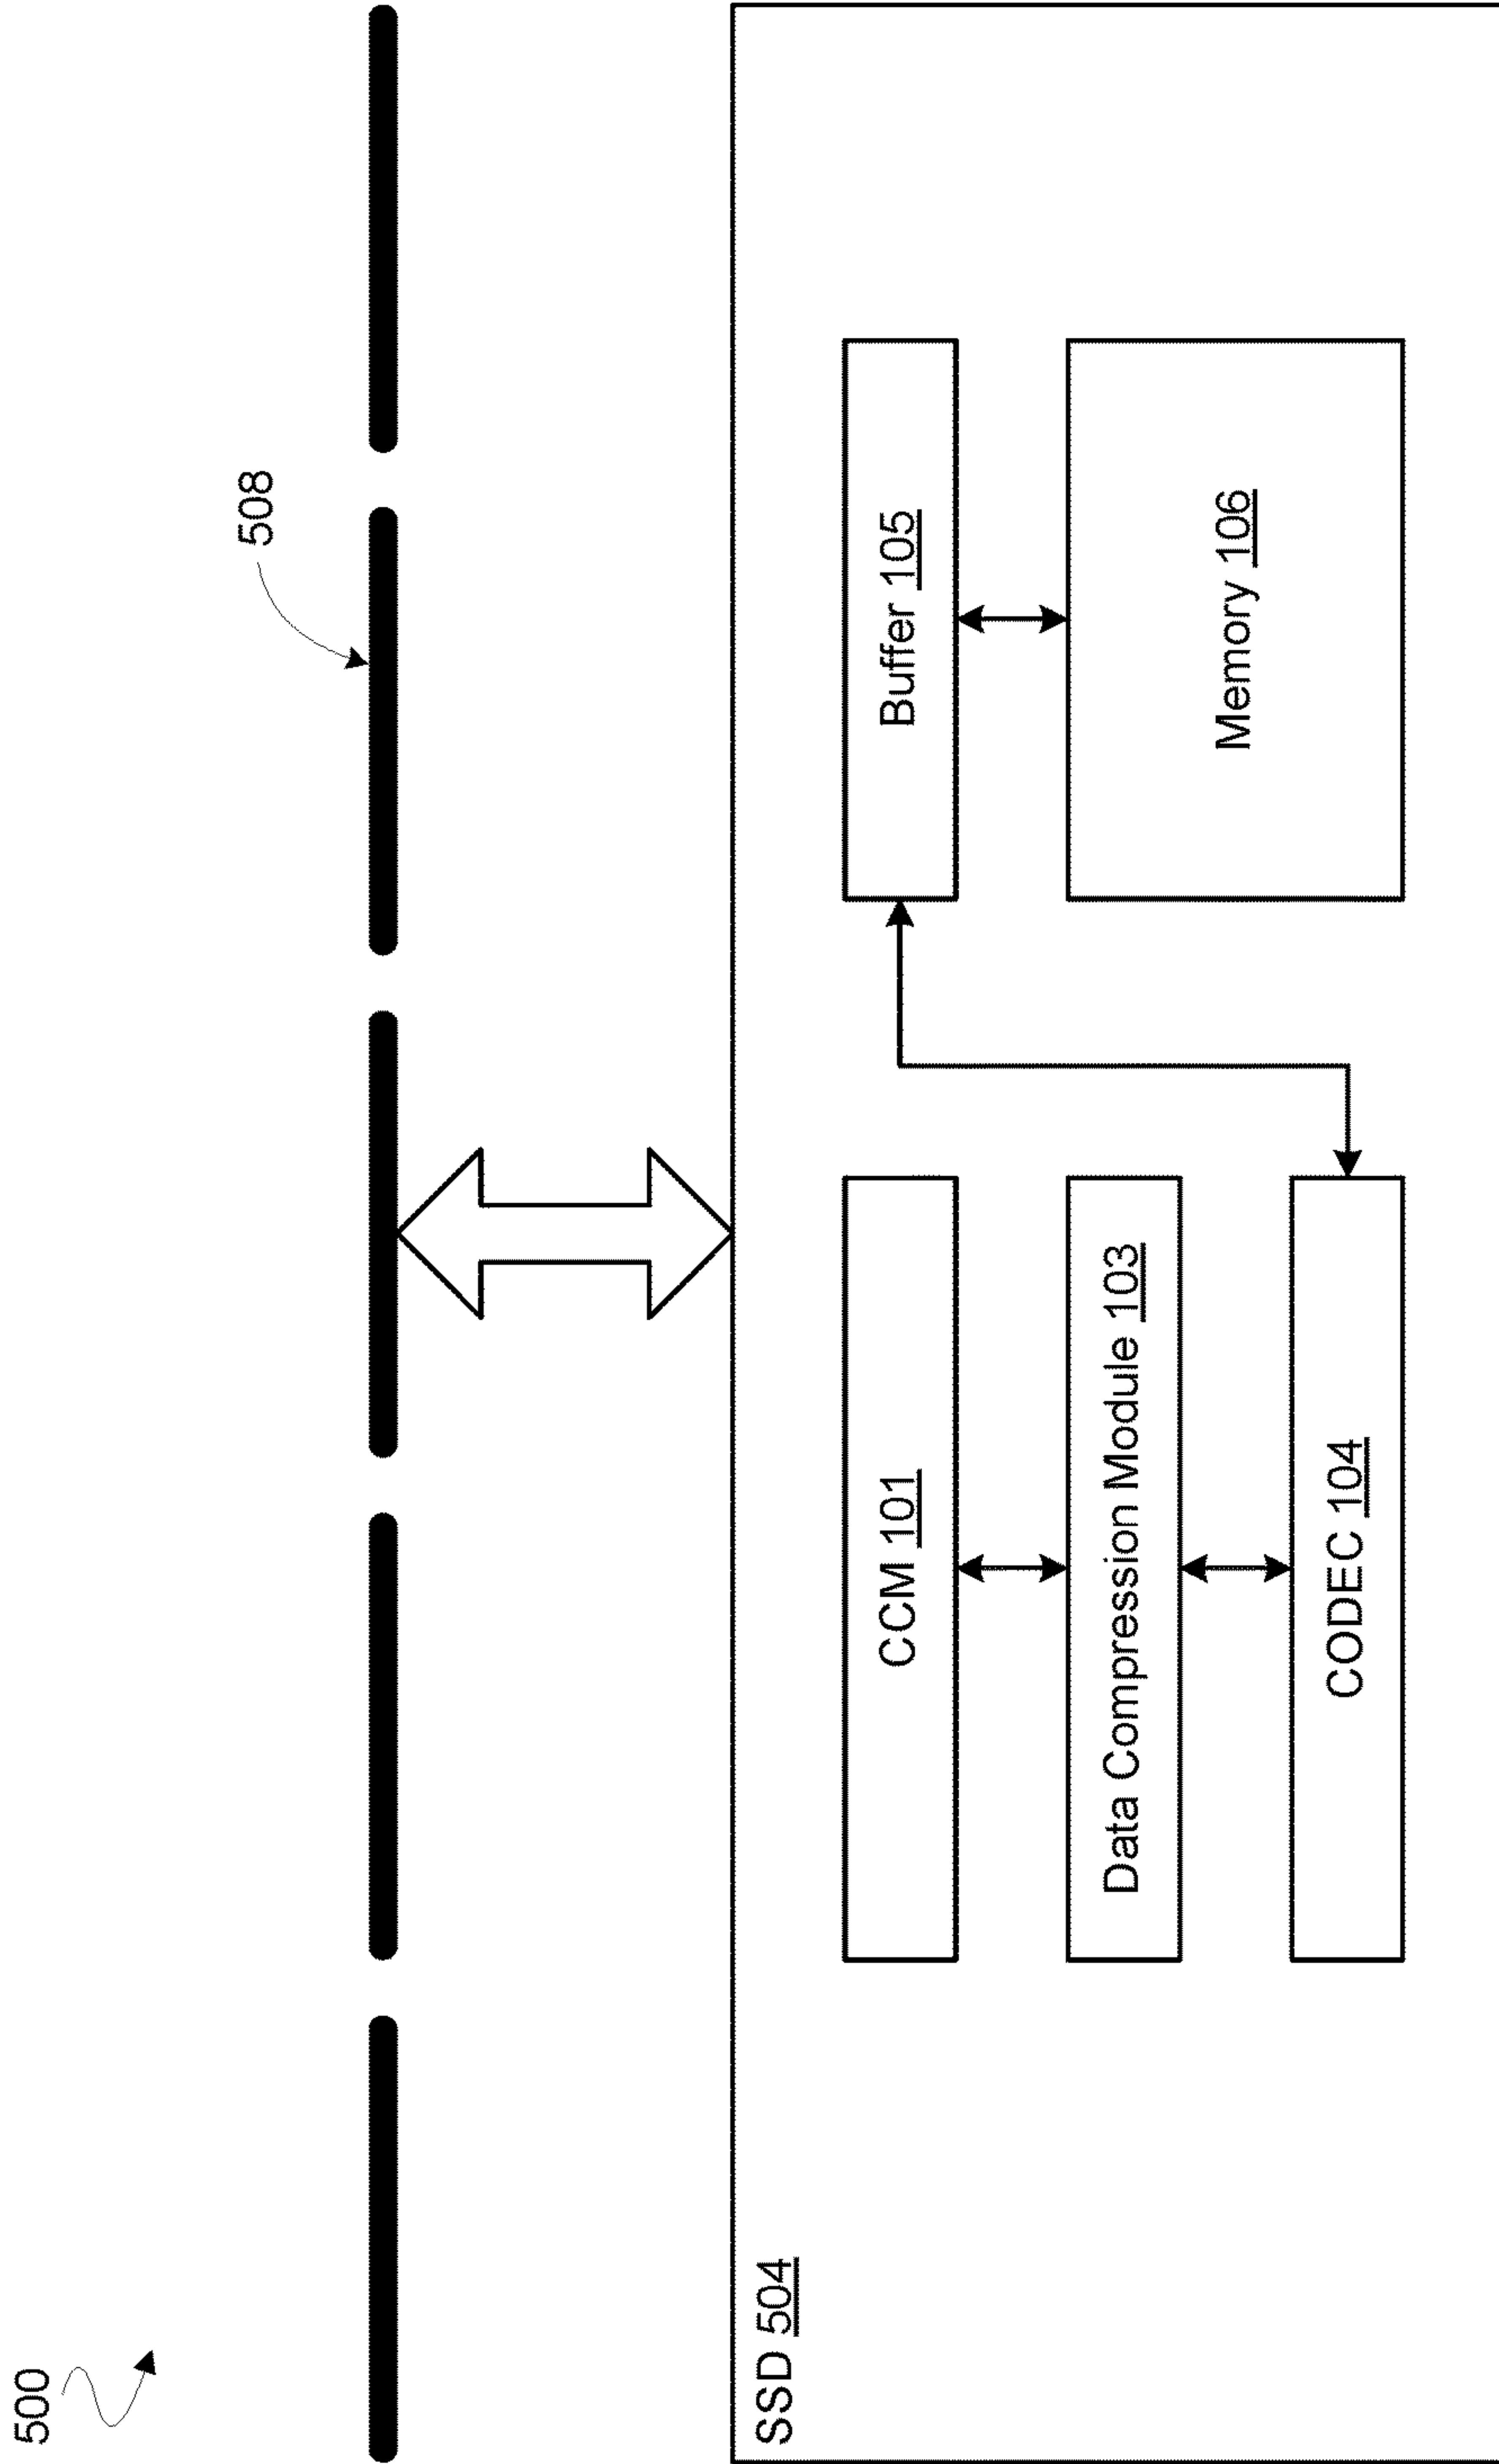 500
508
SSD 504
CCM 101
Data Compression Module 103
CODEC 104
Buffer 105
Memory 106